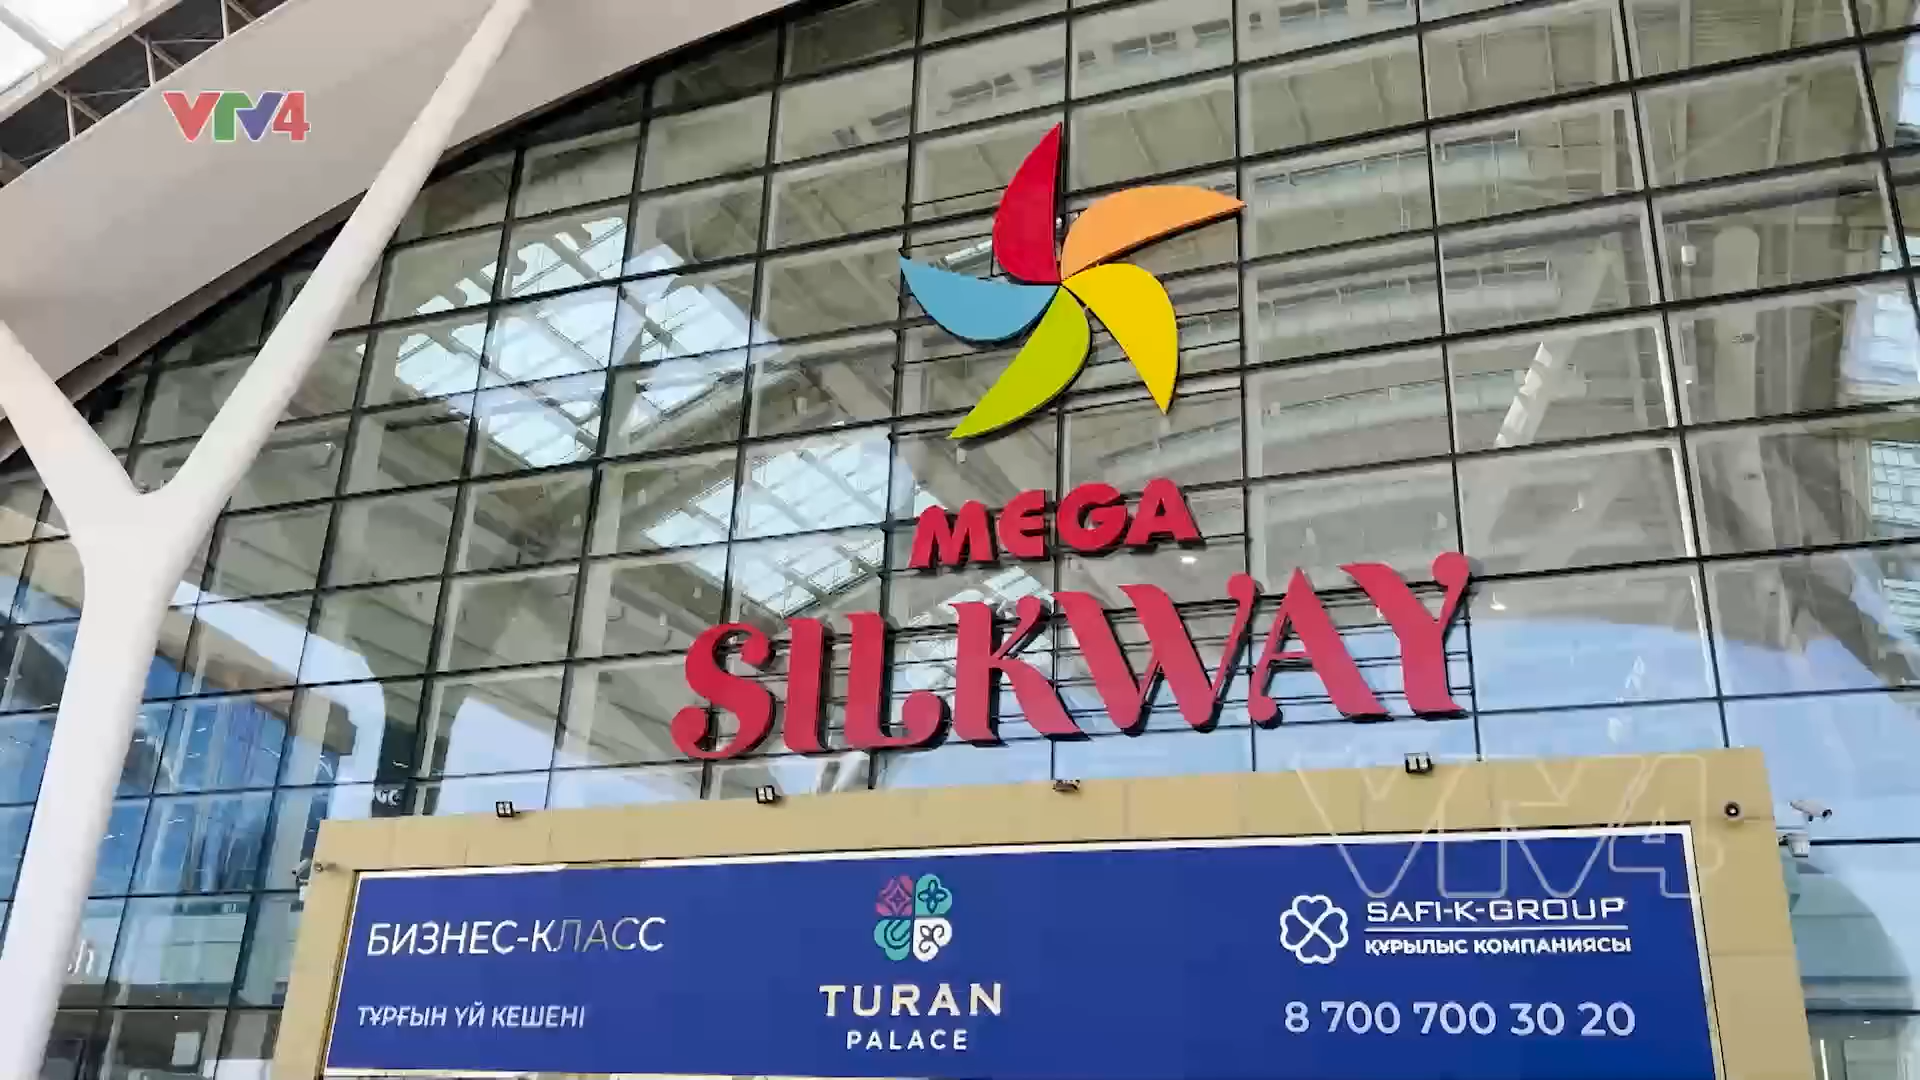 VTV4
MEGA
SILKWAY
VTV4
БИЗНЕС-КЛАСС
ТҰРҒЫН ҮЙ КЕШЕНІ
TURAN
PALACE
SAFI-K-GROUP
ҚҰРЫЛЫС КОМПАНИЯСЫ
8 700 700 30 20